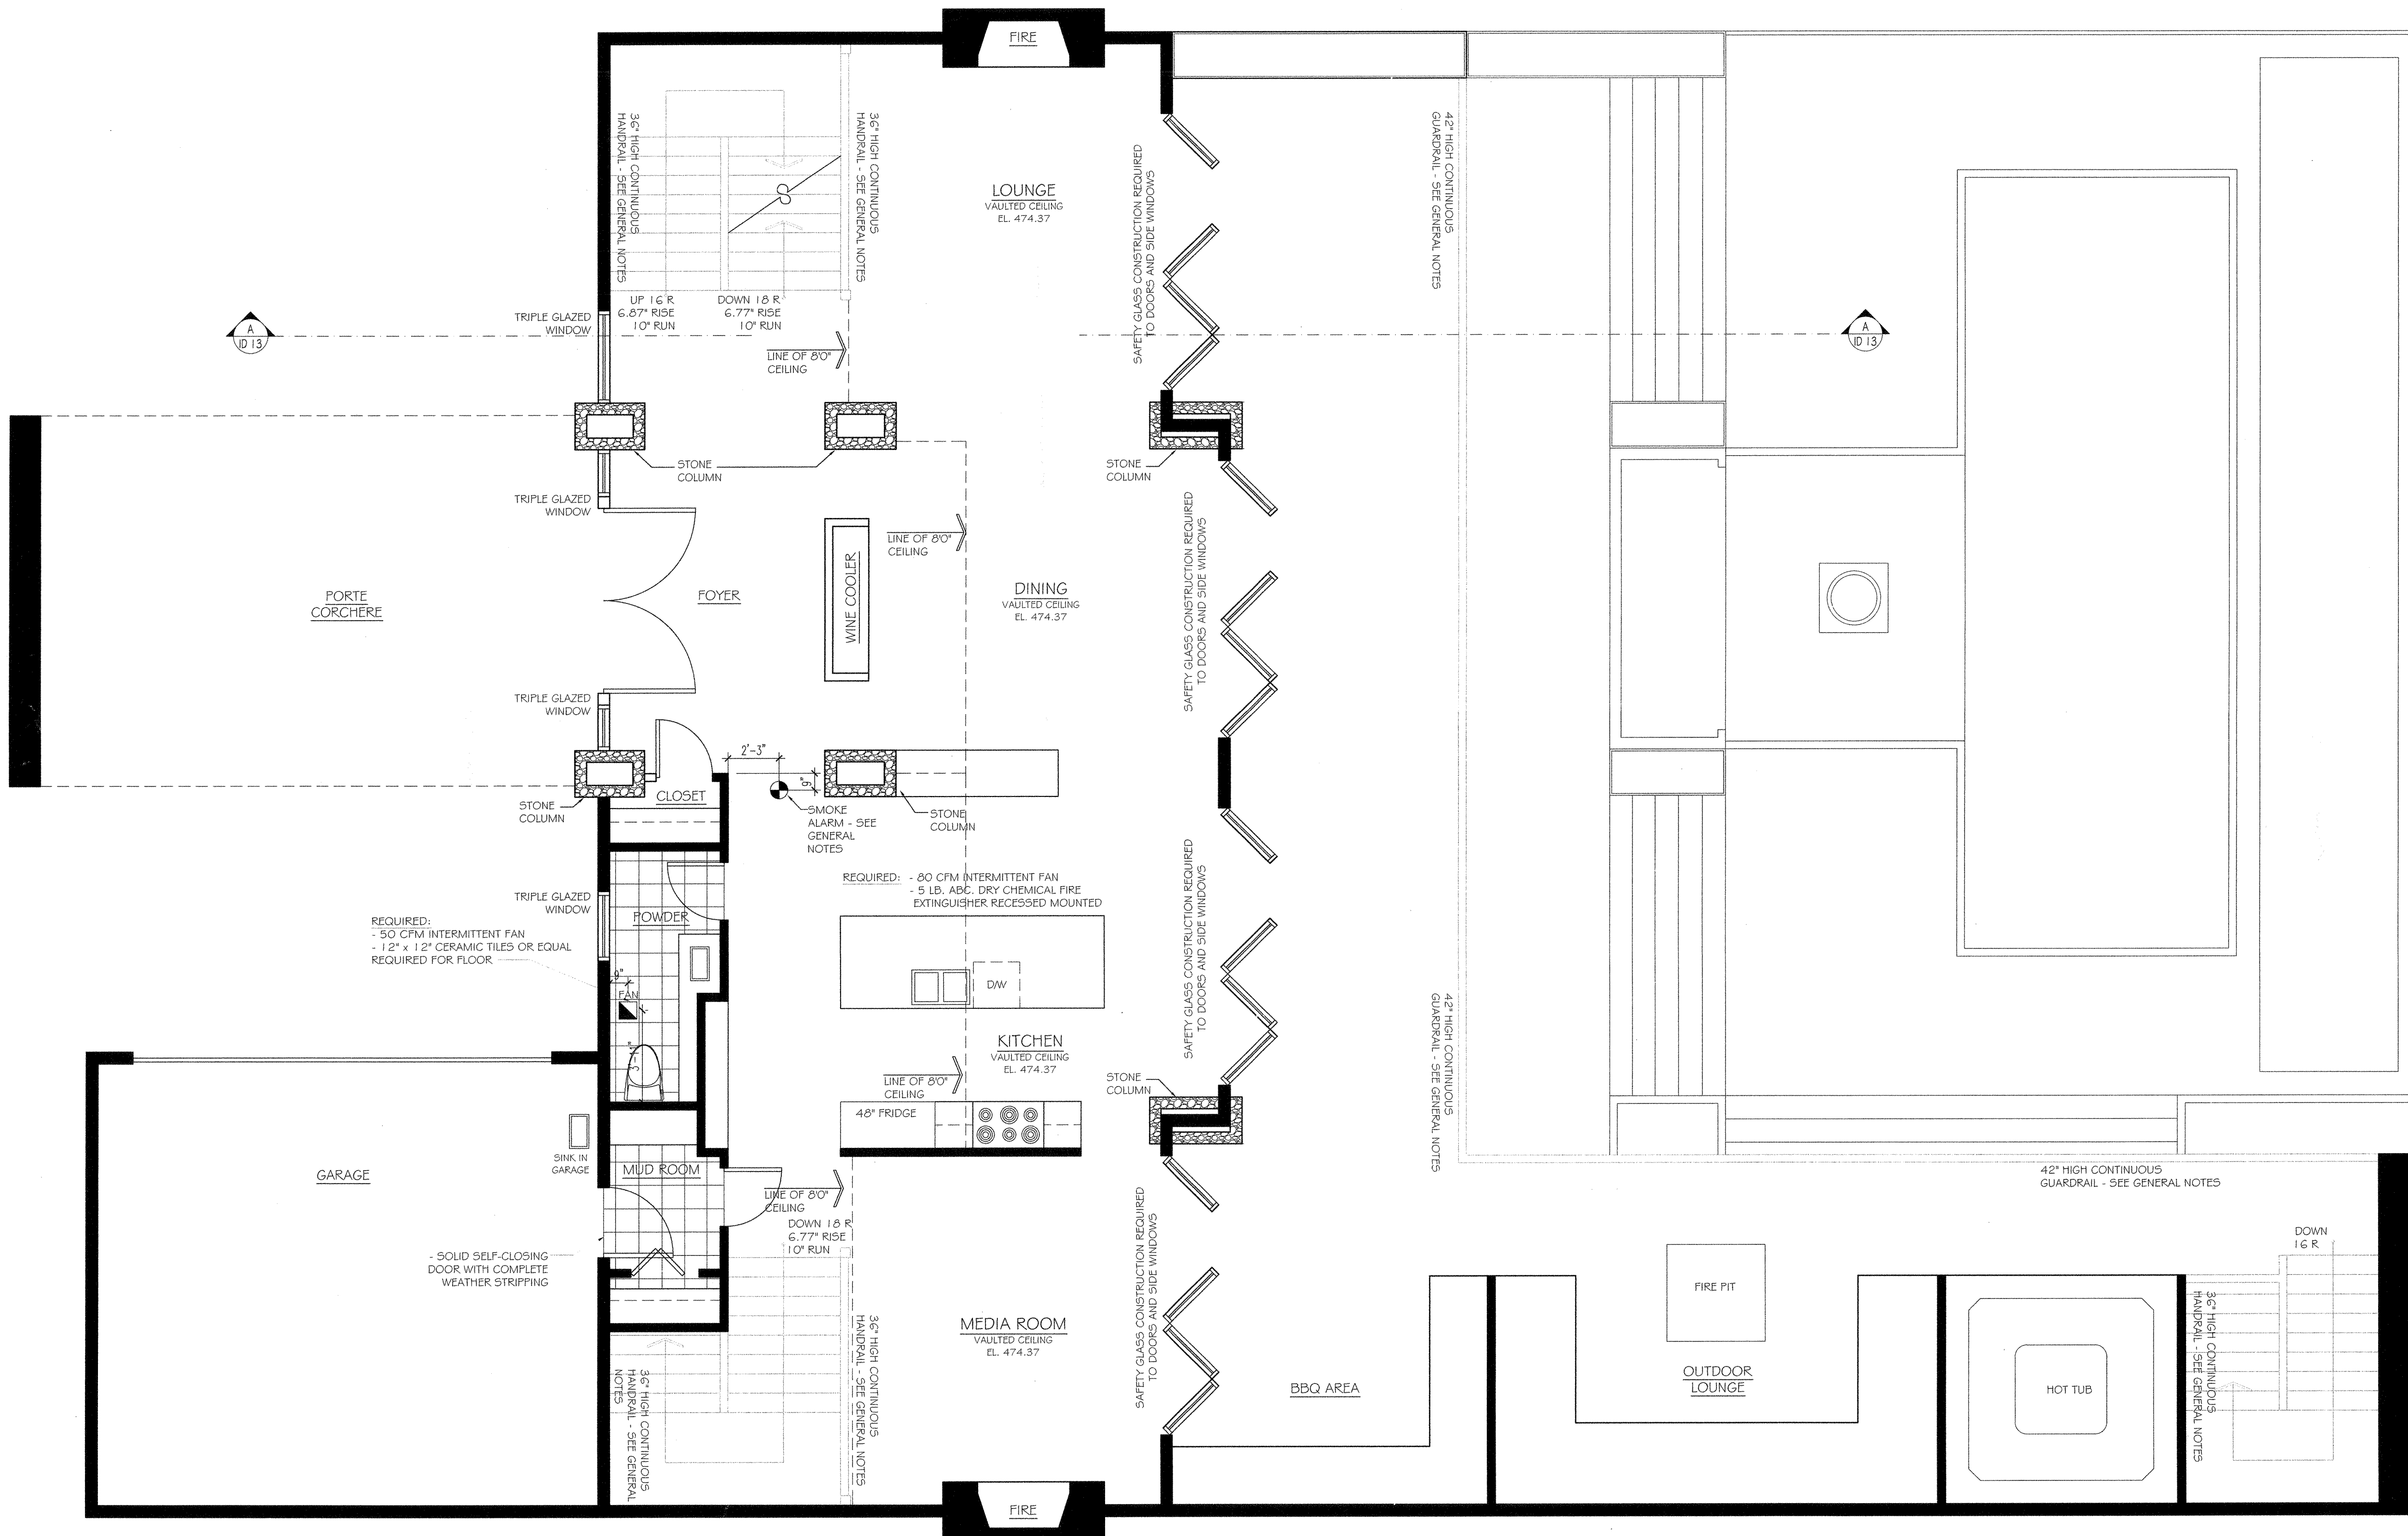 FIRE
36" HIGH CONTINUOUS
HANDRAIL - SEE GENERAL NOTES
36" HIGH CONTINUOUS
HANDRAIL - SEE GENERAL NOTES
LOUNGE
VAULTED CEILING
EL. 474.37
SAFETY GLASS CONSTRUCTION REQUIRED
TO DOORS AND SIDE WINDOWS
42" HIGH CONTINUOUS
GUARDRAIL - SEE GENERAL NOTES
UP 16 R
6.87" RISE
10" RUN
DOWN 18 R
6.77" RISE
10" RUN
TRIPLE GLAZED
WINDOW
A
ID 13
A
ID 13
LINE OF 8'0"
CEILING
STONE
COLUMN
STONE
COLUMN
TRIPLE GLAZED
WINDOW
LINE OF 8'0"
CEILING
PORTE
CORCHERE
FOYER
WINE COOLER
DINING
VAULTED CEILING
EL. 474.37
SAFETY GLASS CONSTRUCTION REQUIRED
TO DOORS AND SIDE WINDOWS
TRIPLE GLAZED
WINDOW
2'-3"
9"
CLOSET
STONE
COLUMN
SMOKE
ALARM - SEE
GENERAL
NOTES
STONE
COLUMN
REQUIRED: - 80 CFM INTERMITTENT FAN
- 5 LB. ABC. DRY CHEMICAL FIRE
EXTINGUISHER RECESSED MOUNTED
TRIPLE GLAZED
WINDOW
POWDER
REQUIRED:
- 50 CFM INTERMITTENT FAN
- 12" x 12" CERAMIC TILES OR EQUAL
REQUIRED FOR FLOOR
9"
FAN
D/W
SAFETY GLASS CONSTRUCTION REQUIRED
TO DOORS AND SIDE WINDOWS
42" HIGH CONTINUOUS
GUARDRAIL - SEE GENERAL NOTES
KITCHEN
VAULTED CEILING
EL. 474.37
LINE OF 8'0"
CEILING
STONE
COLUMN
48" FRIDGE
SINK IN
GARAGE
GARAGE
MUD ROOM
LINE OF 8'0"
CEILING
42" HIGH CONTINUOUS
GUARDRAIL - SEE GENERAL NOTES
DOWN 18 R
6.77" RISE
10" RUN
DOWN
16 R
- SOLID SELF-CLOSING
DOOR WITH COMPLETE
WEATHER STRIPPING
SAFETY GLASS CONSTRUCTION REQUIRED
TO DOORS AND SIDE WINDOWS
FIRE PIT
MEDIA ROOM
VAULTED CEILING
EL. 474.37
36" HIGH CONTINUOUS
HANDRAIL - SEE GENERAL NOTES
36" HIGH CONTINUOUS
HANDRAIL - SEE GENERAL
NOTES
BBQ AREA
OUTDOOR
LOUNGE
HOT TUB
36" HIGH CONTINUOUS
HANDRAIL - SEE GENERAL NOTES
FIRE